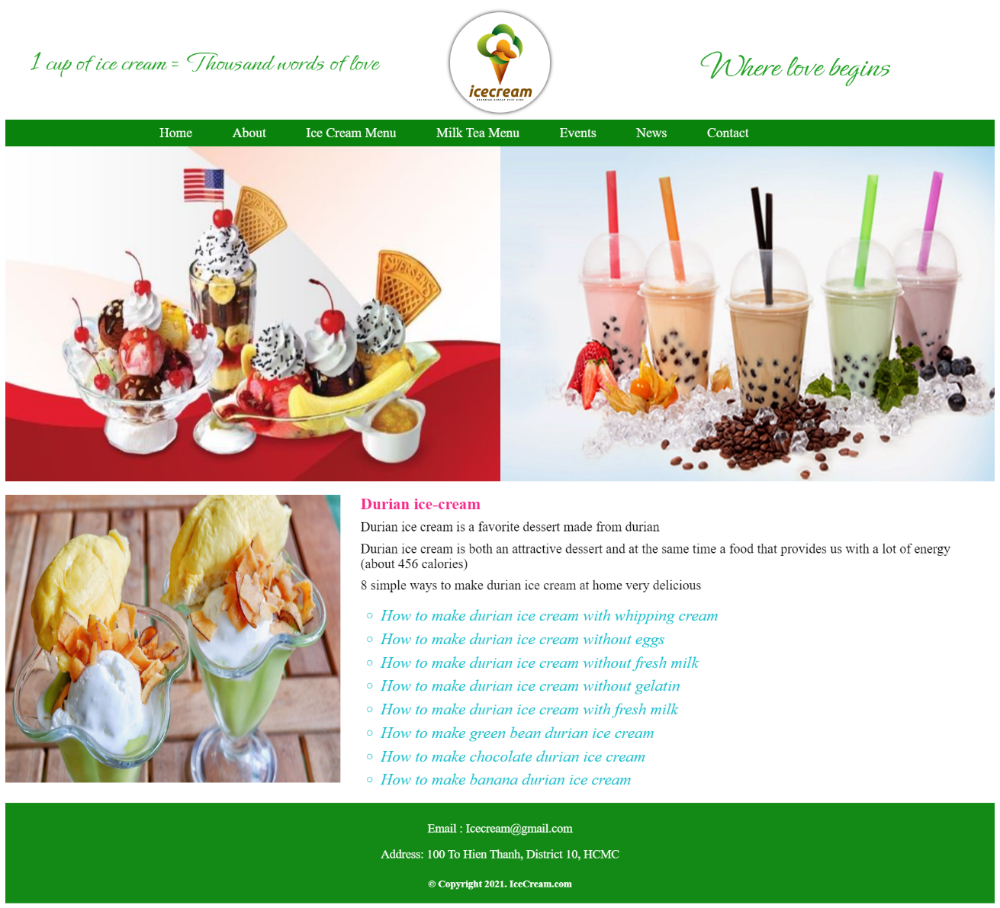 1 cup of ice cream = Thousand words of love
icecream
Where love begins
Home About Ice Cream Menu Milk Tea Menu Events News Contact
SWENSEN'S
SWENSEN'S
Durian ice-cream
Durian ice cream is a favorite dessert made from durian
Durian ice cream is both an attractive dessert and at the same time a food that provides us with a lot of energy
(about 456 calories)
8 simple ways to make durian ice cream at home very delicious
How to make durian ice cream with whipping cream
How to make durian ice cream without eggs
How to make durian ice cream without fresh milk
How to make durian ice cream without gelatin
How to make durian ice cream with fresh milk
How to make green bean durian ice cream
How to make chocolate durian ice cream
How to make banana durian ice cream
Email : Icecream@gmail.com
Address: 100 To Hien Thanh, District 10, HCMC
© Copyright 2021. IceCream.com